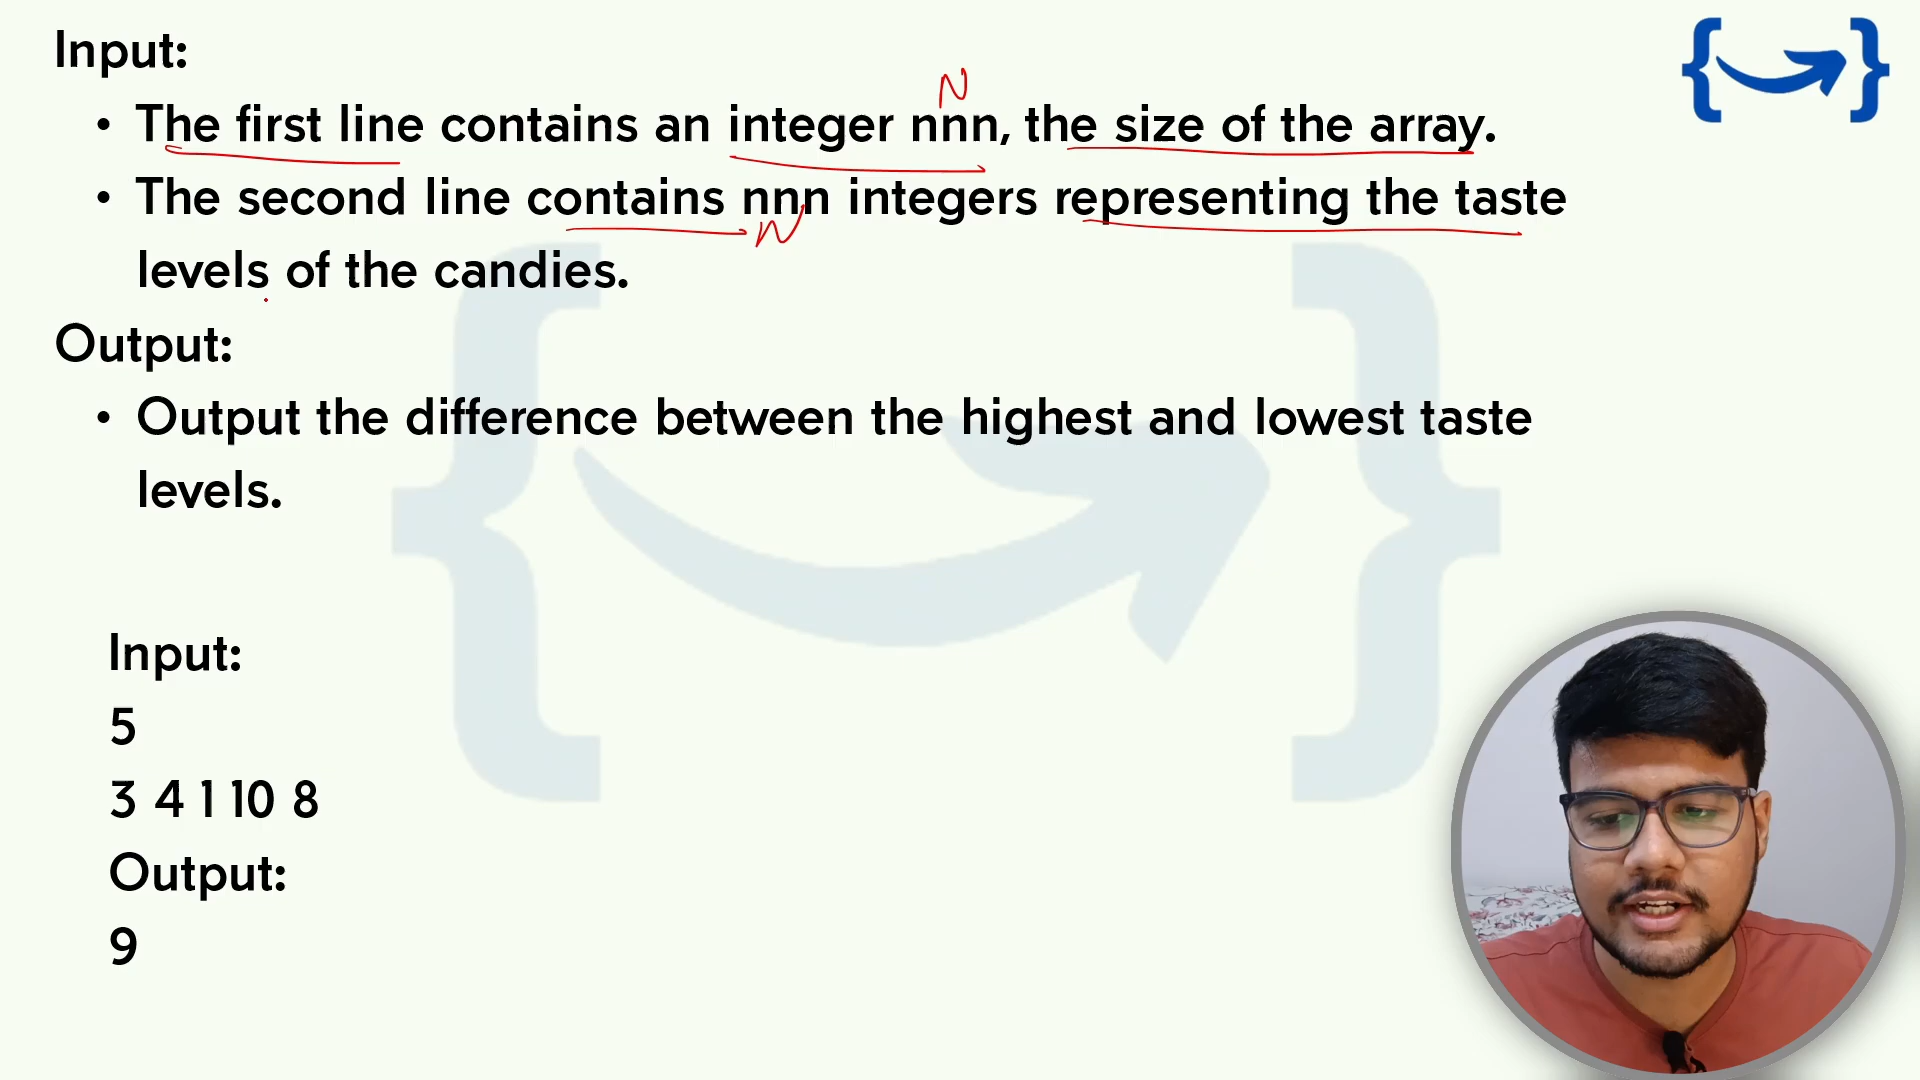 Input:
N
• The first line contains an integer nnn, the size of the array.
• The second line contains nnn integers representing the taste
N
levels of the candies.
Output:
• Output the difference between the highest and lowest taste
levels.
Input:
5
3 4 1 10 8
Output:
9